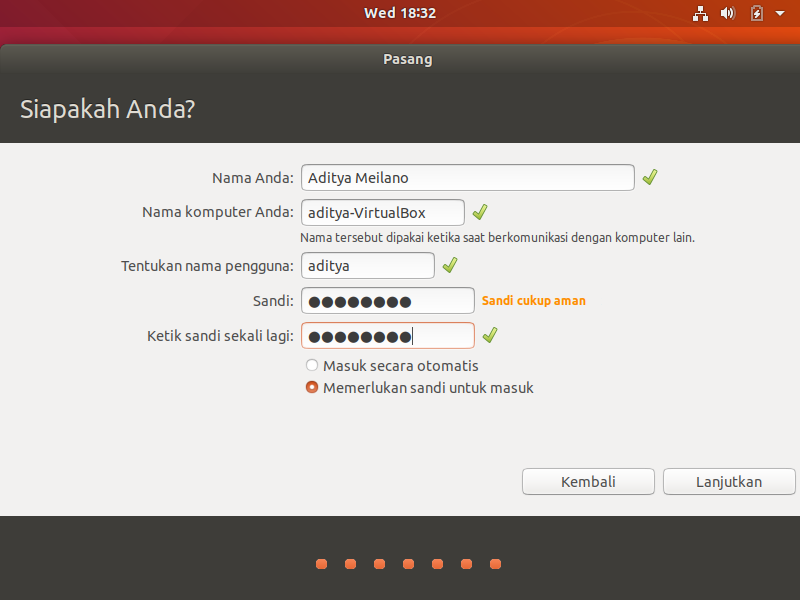 Wed 18:32
Pasang
Siapakah Anda?
Nama Anda: Aditya Meilano
Nama komputer Anda: aditya-VirtualBox
Nama tersebut dipakai ketika saat berkomunikasi dengan komputer lain.
Tentukan nama pengguna: aditya
Sandi: ●●●●●●●● Sandi cukup aman
Ketik sandi sekali lagi: ●●●●●●●●
Masuk secara otomatis
Memerlukan sandi untuk masuk
Kembali Lanjutkan